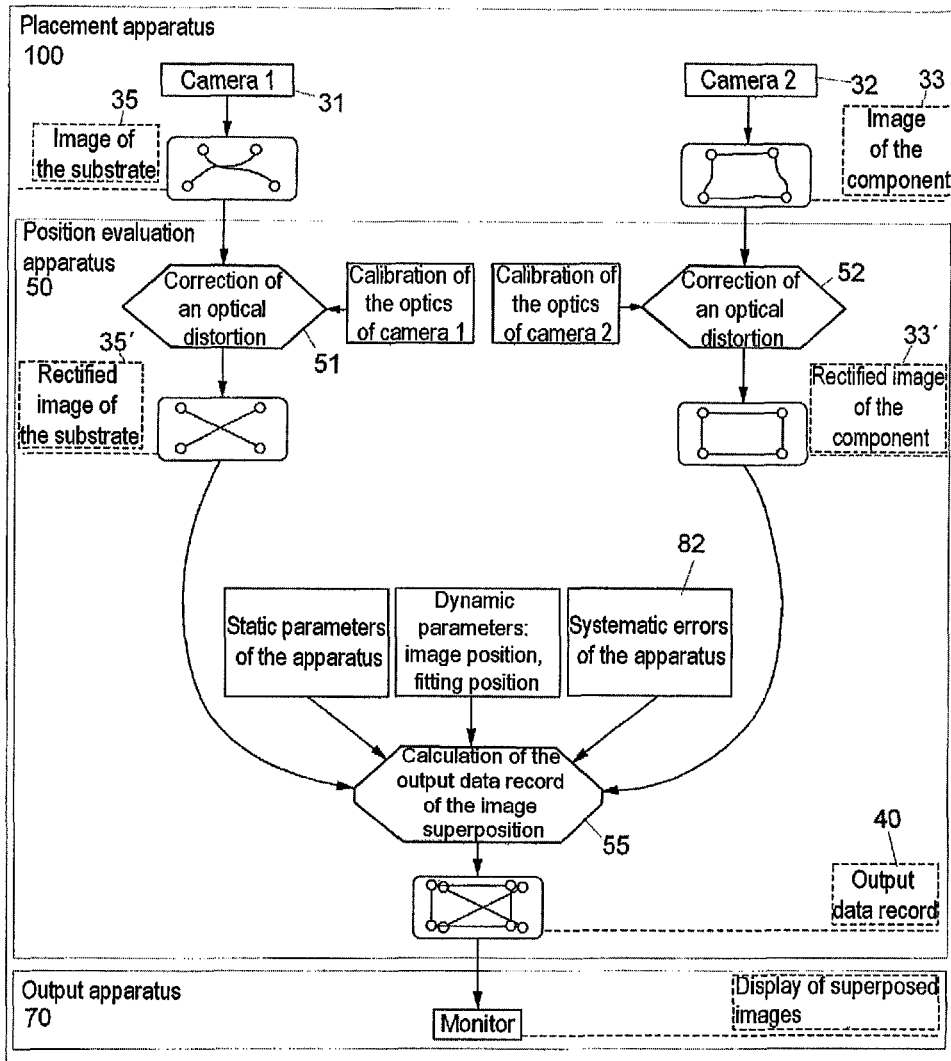 Placement apparatus
100
Camera 1
31
35
Image of
the substrate
Camera 2
32
33
Image
of the
component
Position evaluation
apparatus
50
Correction of
an optical
distortion
51
Calibration of
the optics
of camera 1
Calibration of
the optics
of camera 2
Correction of
an optical
distortion
52
35´
Rectified
image of
the substrate
33´
Rectified image
of the
component
Static parameters
of the apparatus
Dynamic
parameters:
image position,
fitting position
82
Systematic errors
of the apparatus
Calculation of the
output data record
of the image
superposition
55
40
Output
data record
Output apparatus
70
Monitor
Display of superposed
images